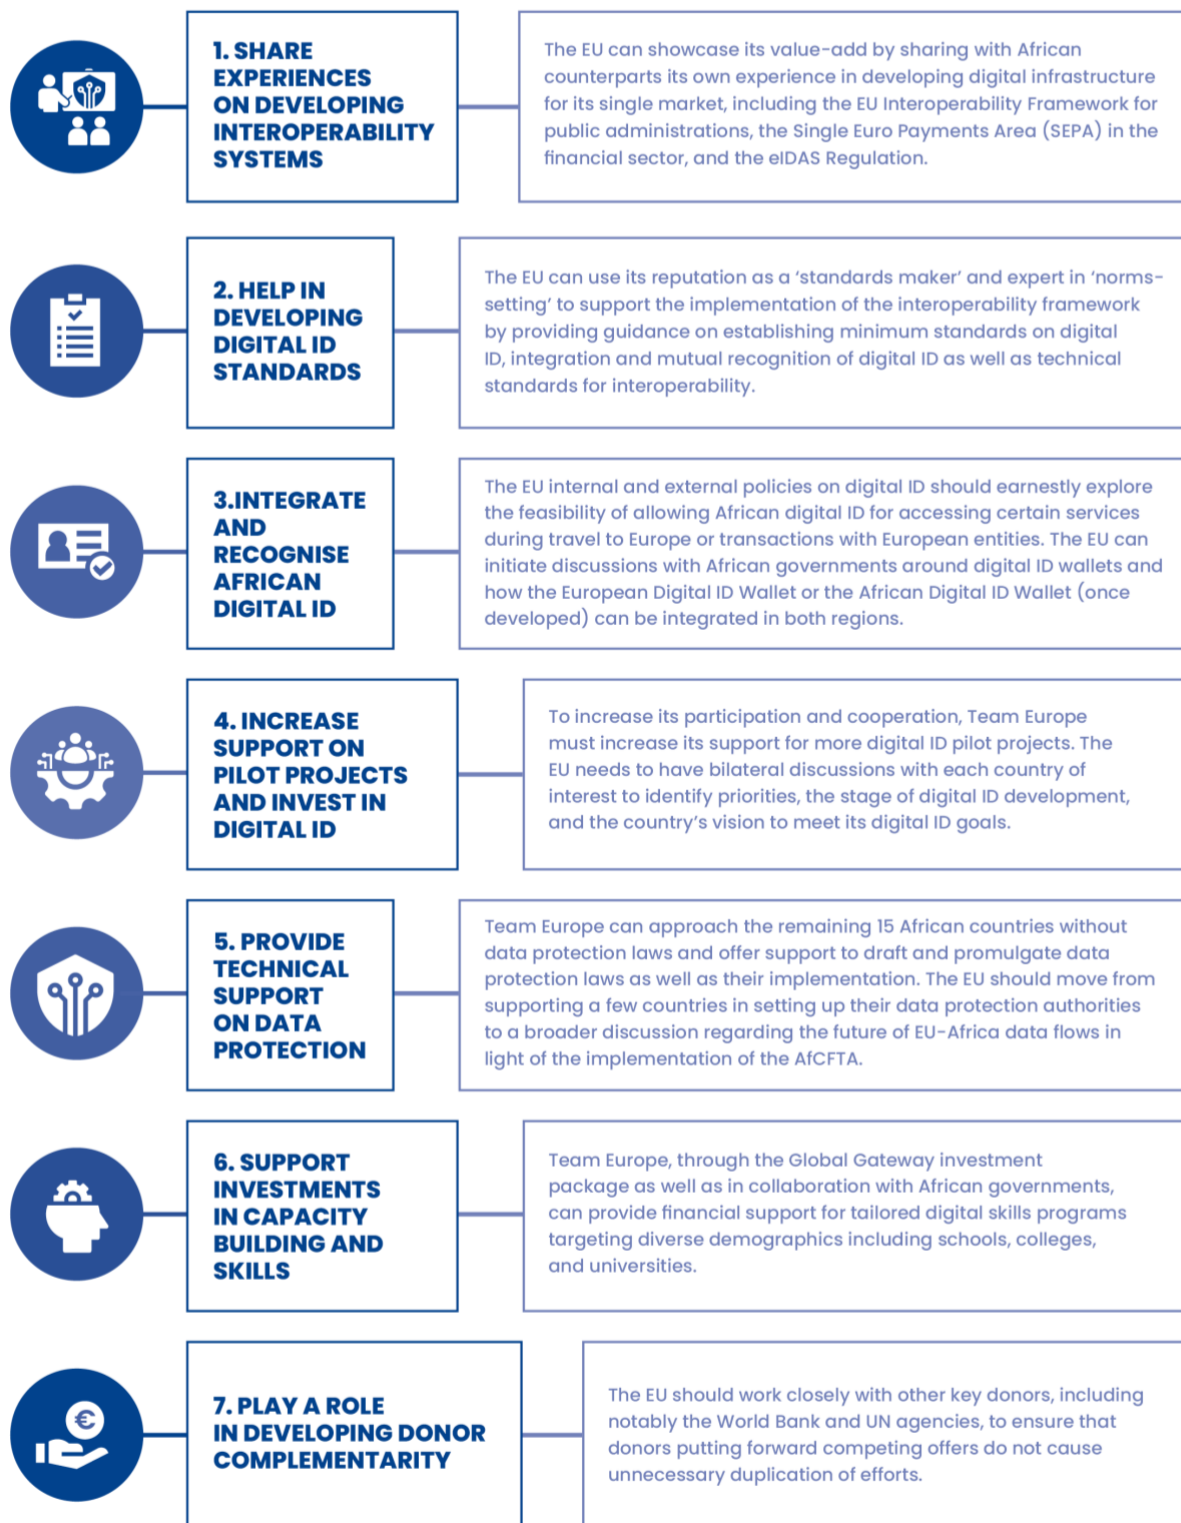 1. SHARE
EXPERIENCES
ON DEVELOPING
INTEROPERABILITY
SYSTEMS
The EU can showcase its value-add by sharing with African
counterparts its own experience in developing digital infrastructure
for its single market, including the EU Interoperability Framework for
public administrations, the Single Euro Payments Area (SEPA) in the
financial sector, and the eIDAS Regulation.
2. HELP IN
DEVELOPING
DIGITAL ID
STANDARDS
The EU can use its reputation as a ‘standards maker’ and expert in ‘norms-
setting’ to support the implementation of the interoperability framework
by providing guidance on establishing minimum standards on digital
ID, integration and mutual recognition of digital ID as well as technical
standards for interoperability.
3.INTEGRATE
AND
RECOGNISE
AFRICAN
DIGITAL ID
The EU internal and external policies on digital ID should earnestly explore
the feasibility of allowing African digital ID for accessing certain services
during travel to Europe or transactions with European entities. The EU can
initiate discussions with African governments around digital ID wallets and
how the European Digital ID Wallet or the African Digital ID Wallet (once
developed) can be integrated in both regions.
4. INCREASE
SUPPORT ON
PILOT PROJECTS
AND INVEST IN
DIGITAL ID
To increase its participation and cooperation, Team Europe
must increase its support for more digital ID pilot projects. The
EU needs to have bilateral discussions with each country of
interest to identify priorities, the stage of digital ID development,
and the country’s vision to meet its digital ID goals.
5. PROVIDE
TECHNICAL
SUPPORT
ON DATA
PROTECTION
Team Europe can approach the remaining 15 African countries without
data protection laws and offer support to draft and promulgate data
protection laws as well as their implementation. The EU should move from
supporting a few countries in setting up their data protection authorities
to a broader discussion regarding the future of EU-Africa data flows in
light of the implementation of the AfCFTA.
6. SUPPORT
INVESTMENTS
IN CAPACITY
BUILDING AND
SKILLS
Team Europe, through the Global Gateway investment
package as well as in collaboration with African governments,
can provide financial support for tailored digital skills programs
targeting diverse demographics including schools, colleges,
and universities.
€
7. PLAY A ROLE
IN DEVELOPING DONOR
COMPLEMENTARITY
The EU should work closely with other key donors, including
notably the World Bank and UN agencies, to ensure that
donors putting forward competing offers do not cause
unnecessary duplication of efforts.